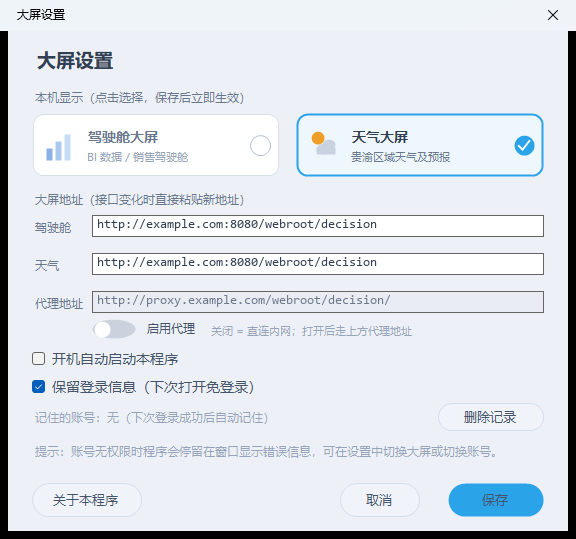 大屏设置
大屏设置
本机显示（点击选择，保存后立即生效）
驾驶舱大屏
BI 数据 / 销售驾驶舱
天气大屏
贵渝区域天气及预报
大屏地址（接口变化时直接粘贴新地址）
驾驶舱 http://example.com:8080/webroot/decision
天气 http://example.com:8080/webroot/decision
代理地址 http://proxy.example.com/webroot/decision/
启用代理 关闭 = 直连内网；打开后走上方代理地址
开机自动启动本程序
保留登录信息（下次打开免登录）
记住的账号：无（下次登录成功后自动记住） 删除记录
提示：账号无权限时程序会停留在窗口显示错误信息，可在设置中切换大屏或切换账号。
关于本程序 取消 保存